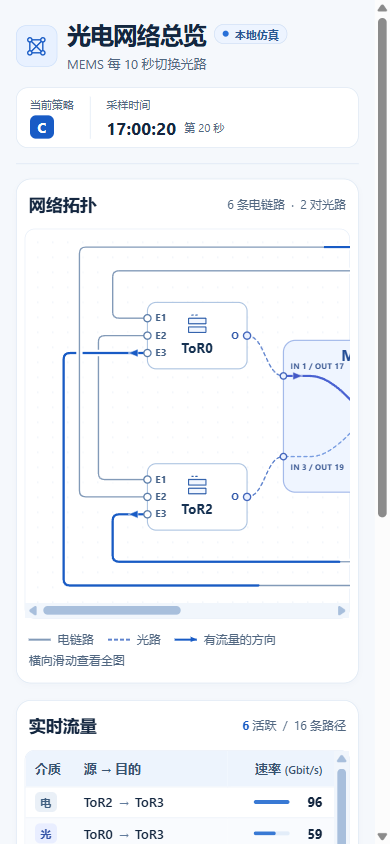 光电网络总览 本地仿真
MEMS 每 10 秒切换光路
当前策略 采样时间
C 17:00:20 第 20 秒
网络拓扑 6 条电链路 · 2 对光路
E1
E2 O
E3 ToR0
IN 1 / OUT 17
IN 3 / OUT 19
E1
E2 O
E3 ToR2
电链路 光路 有流量的方向
横向滑动查看全图
实时流量 6 活跃 / 16 条路径
介质 源 → 目的 速率 (Gbit/s)
电 ToR2 → ToR3 96
光 ToR0 → ToR3 59